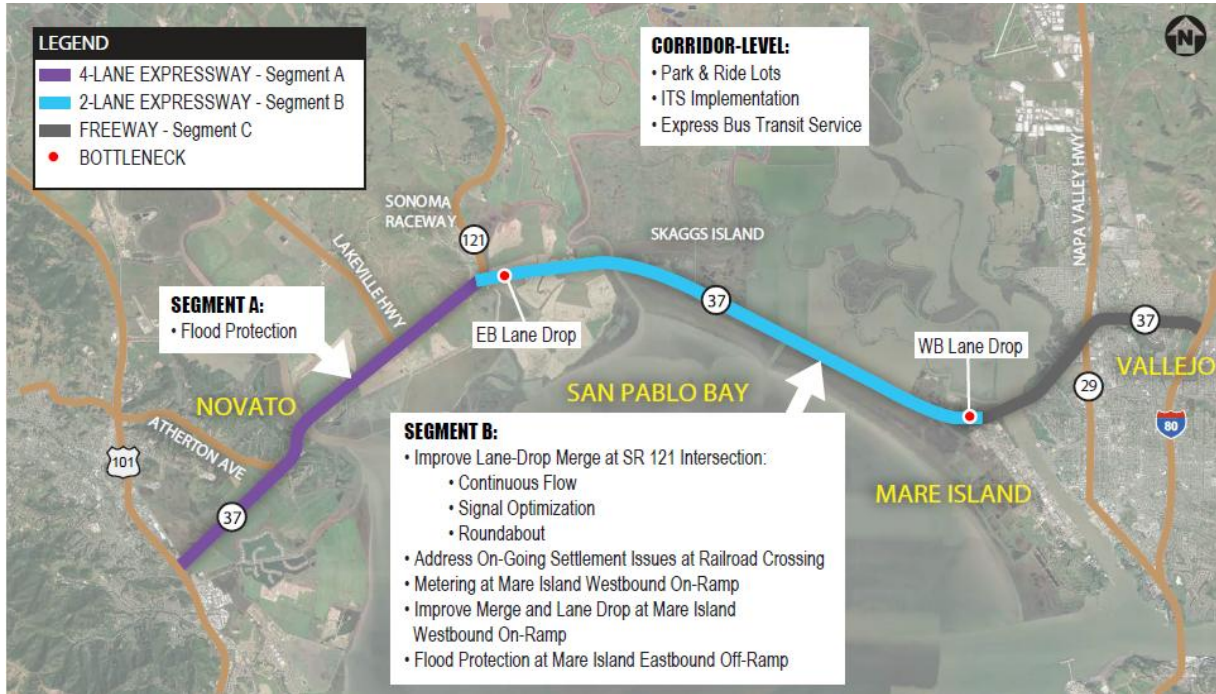 LEGEND
4-LANE EXPRESSWAY - Segment A
2-LANE EXPRESSWAY - Segment B
FREEWAY - Segment C
BOTTLENECK
CORRIDOR-LEVEL:
• Park & Ride Lots
• ITS Implementation
• Express Bus Transit Service
N
SONOMA
RACEWAY
121
LAKEVILLE HWY
SKAGGS ISLAND
NAPA VALLEY HWY
SEGMENT A:
• Flood Protection
EB Lane Drop
37
WB Lane Drop
37
VALLEJO
29
80
NOVATO
SAN PABLO BAY
ATHERTON AVE
101
37
MARE ISLAND
SEGMENT B:
• Improve Lane-Drop Merge at SR 121 Intersection:
• Continuous Flow
• Signal Optimization
• Roundabout
• Address On-Going Settlement Issues at Railroad Crossing
• Metering at Mare Island Westbound On-Ramp
• Improve Merge and Lane Drop at Mare Island
Westbound On-Ramp
• Flood Protection at Mare Island Eastbound Off-Ramp